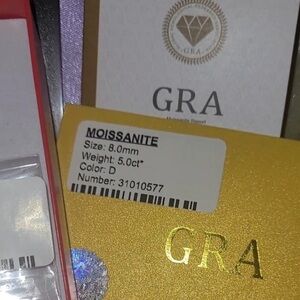 GRA
GRA
MOISSANITE
Size: 8.0mm
Weight: 5.0ct*
Color: D
Number: 31010577
GRA